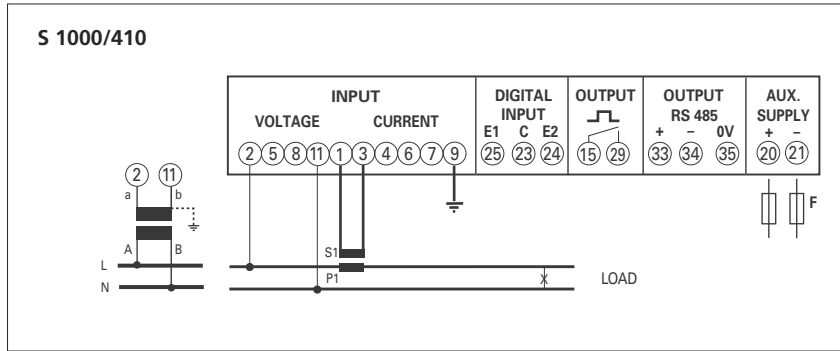 S 1000/410
INPUT
VOLTAGE CURRENT
2 5 8 11 1 3 4 6 7 9
DIGITAL
INPUT
E1 C E2
25 23 24
OUTPUT
15 29
OUTPUT
RS 485
+ – 0V
33 34 35
AUX.
SUPPLY
+ –
20 21
F
2 11
a b
A B
L
N
S1
P1
X
LOAD